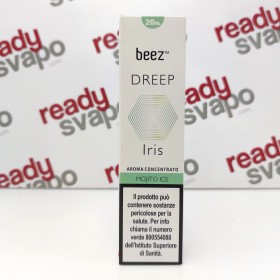 20ML
beez™
DREEP
Iris
AROMA CONCENTRATO
MOJITO ICE
Il prodotto può
contenere sostanze
pericolose per la
salute. Per info
chiama il numero
verde 800554088
dell'Istituto Superiore
di Sanità.
ready
svapo
ready
svapo
ready
svapo
ready
svapo